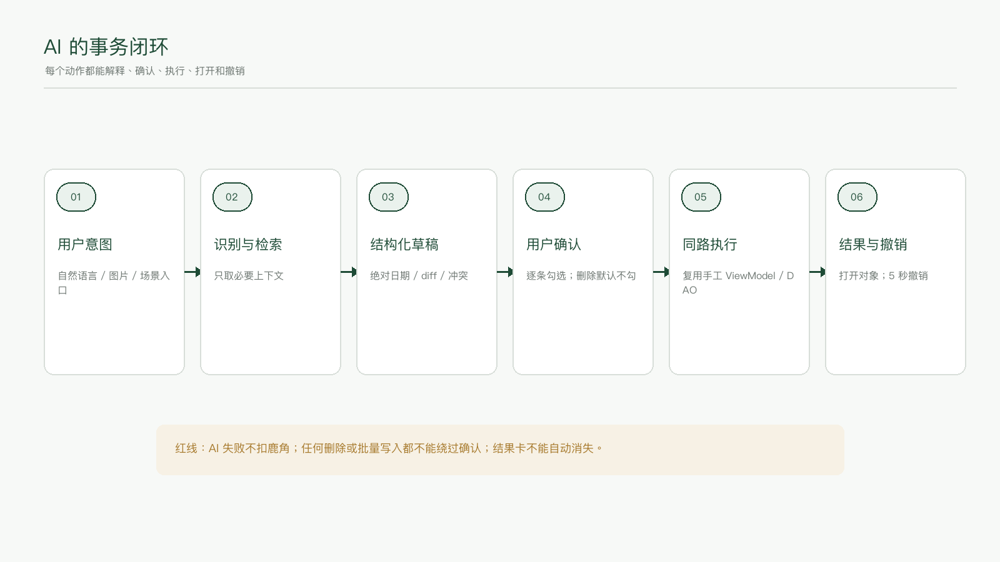 AI 的事务闭环
每个动作都能解释、确认、执行、打开和撤销
01
用户意图
自然语言 / 图片 / 场景入
口
02
识别与检索
只取必要上下文
03
结构化草稿
绝对日期 / diff / 冲突
04
用户确认
逐条勾选；删除默认不勾
05
同路执行
复用手工 ViewModel / D
AO
06
结果与撤销
打开对象；5 秒撤销
红线：AI 失败不扣鹿角；任何删除或批量写入都不能绕过确认；结果卡不能自动消失。